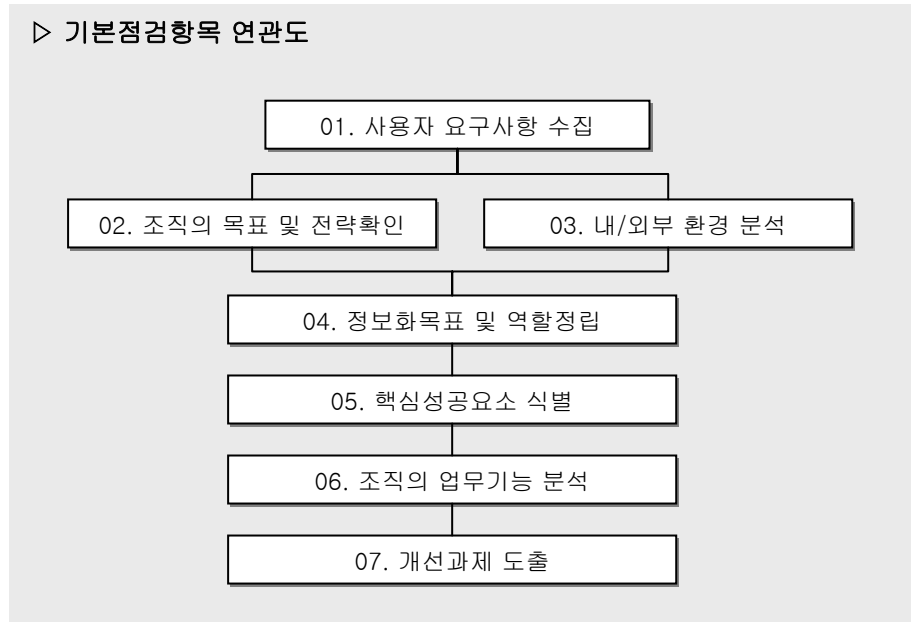 ▷ 기본점검항목 연관도
01. 사용자 요구사항 수집
02. 조직의 목표 및 전략확인
03. 내/외부 환경 분석
04. 정보화목표 및 역할정립
05. 핵심성공요소 식별
06. 조직의 업무기능 분석
07. 개선과제 도출